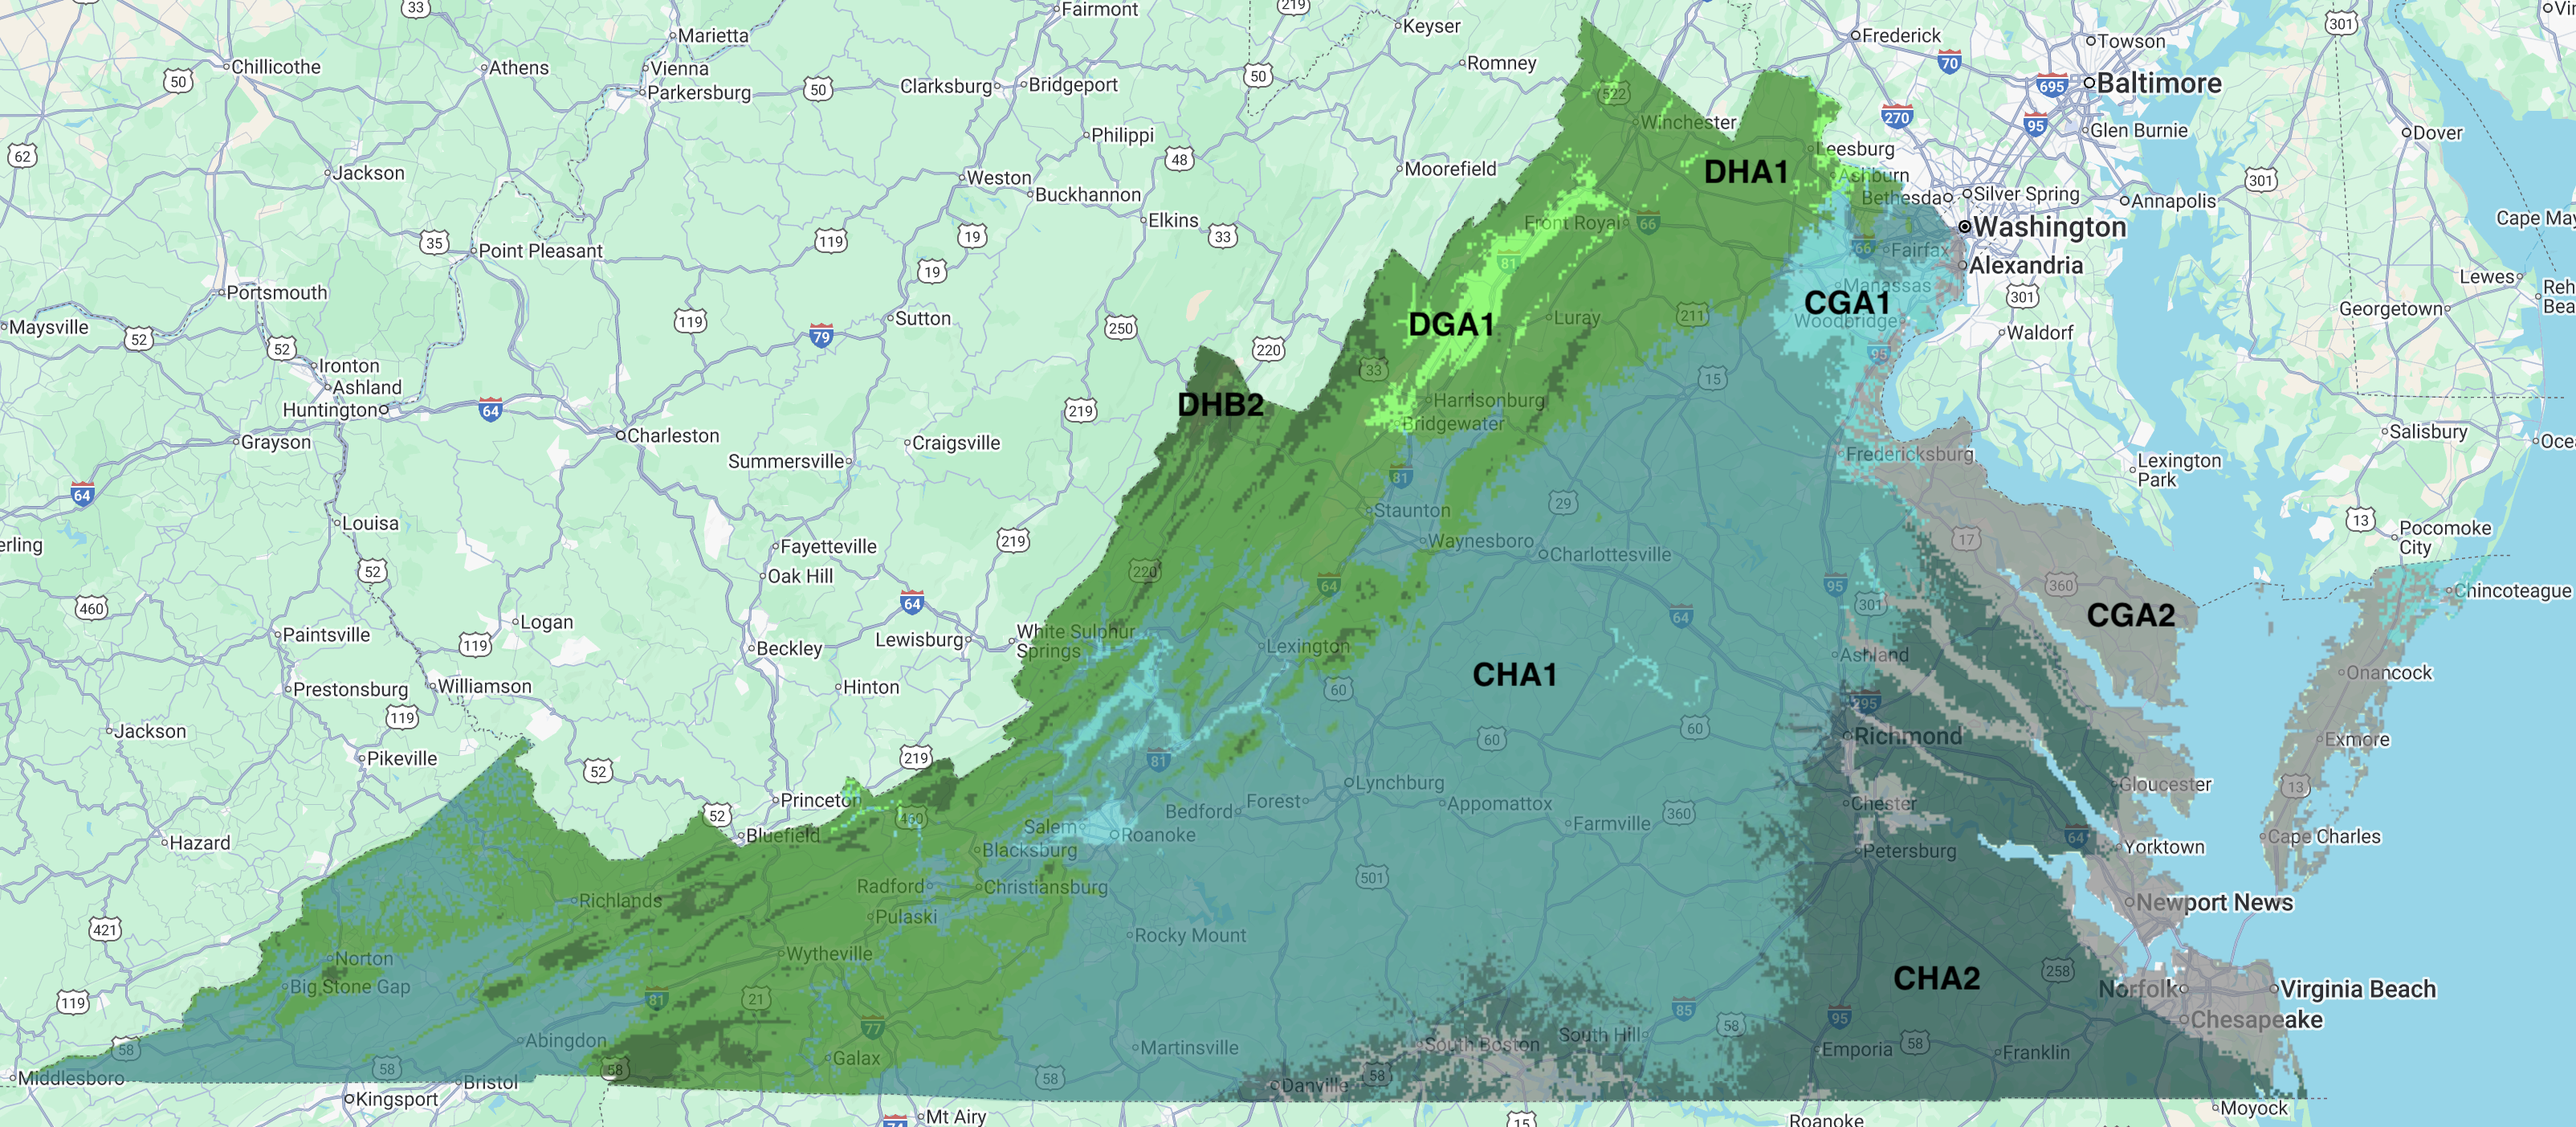 33
Fairmont
219
Keyser
Frederick
301
Towson
Marietta
Chillicothe
50
Athens
Vienna
Parkersburg
50
Clarksburg
Bridgeport
50
Romney
522
70
695
Baltimore
Philippi
Winchester
270
95
Glen Burnie
Dover
62
Jackson
48
Weston
Buckhannon
Moorefield
DHA1
Leesburg
Ashburn
Bethesda
Silver Spring
Annapolis
301
Elkins
Cape May
35
Point Pleasant
119
19
33
Front Royal
66
Washington
66
Fairfax
19
81
Alexandria
Lewes
Portsmouth
Manassas
301
Maysville
52
119
79
Sutton
250
DGA1
Luray
211
CGA1
Woodbridge
Georgetown
52
220
95
Waldorf
Ironton
Ashland
33
15
Huntington
64
219
DHB2
Harrisonburg
Bridgewater
Grayson
Charleston
Craigsville
Salisbury
Summersville
Fredericksburg
Lexington
Park
64
81
29
Louisa
Staunton
13
Pocomoke
City
erling
Fayetteville
219
Waynesboro
Charlottesville
17
52
Oak Hill
220
64
95
360
Chincoteague
460
64
301
CGA2
Logan
Paintsville
119
Beckley
Lewisburg
White Sulphur
Springs
Lexington
64
Ashland
Prestonsburg
Williamson
Hinton
60
CHA1
Onancock
119
295
Jackson
Pikeville
52
219
81
60
60
Richmond
Exmore
Princeton
Lynchburg
Gloucester
52
460
Bedford
Forest
Appomattox
360
Chester
13
Hazard
Bluefield
Salem
Roanoke
Farmville
64
Cape Charles
Blacksburg
Petersburg
Yorktown
Radford
Christiansburg
501
Richlands
Newport News
421
Pulaski
Rocky Mount
Norton
Wytheville
CHA2
258
Big Stone Gap
81
21
Norfolk
Virginia Beach
119
77
85
58
95
Chesapeake
58
Abingdon
Galax
Martinsville
South Boston
South Hill
Emporia
58
Franklin
Middlesboro
58
Bristol
58
58
Danville
58
Kingsport
74
Mt Airy
15
Roanoke
Moyock